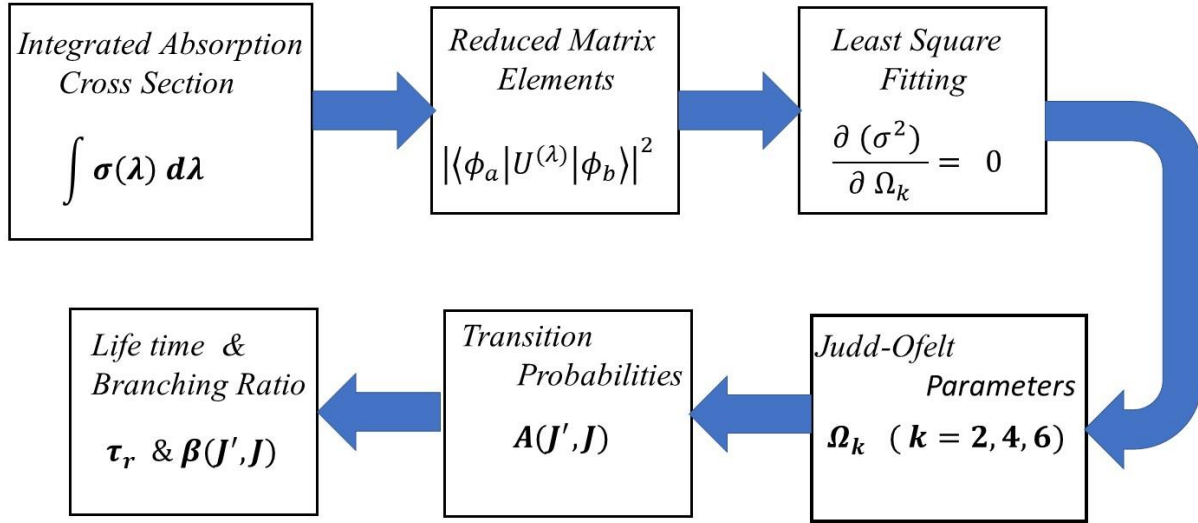 Integrated Absorption
Cross Section
∫ σ(λ) dλ
Reduced Matrix
Elements
|⟨ϕₐ|U⁽λ⁾|ϕ_b⟩|²
Least Square
Fitting
∂ (σ²)
∂ Ωₖ
= 0
Judd-Ofelt
Parameters
Ωₖ ( k = 2, 4, 6)
Transition
Probabilities
A(J′, J)
Life time &
Branching Ratio
τᵣ & β(J′, J)